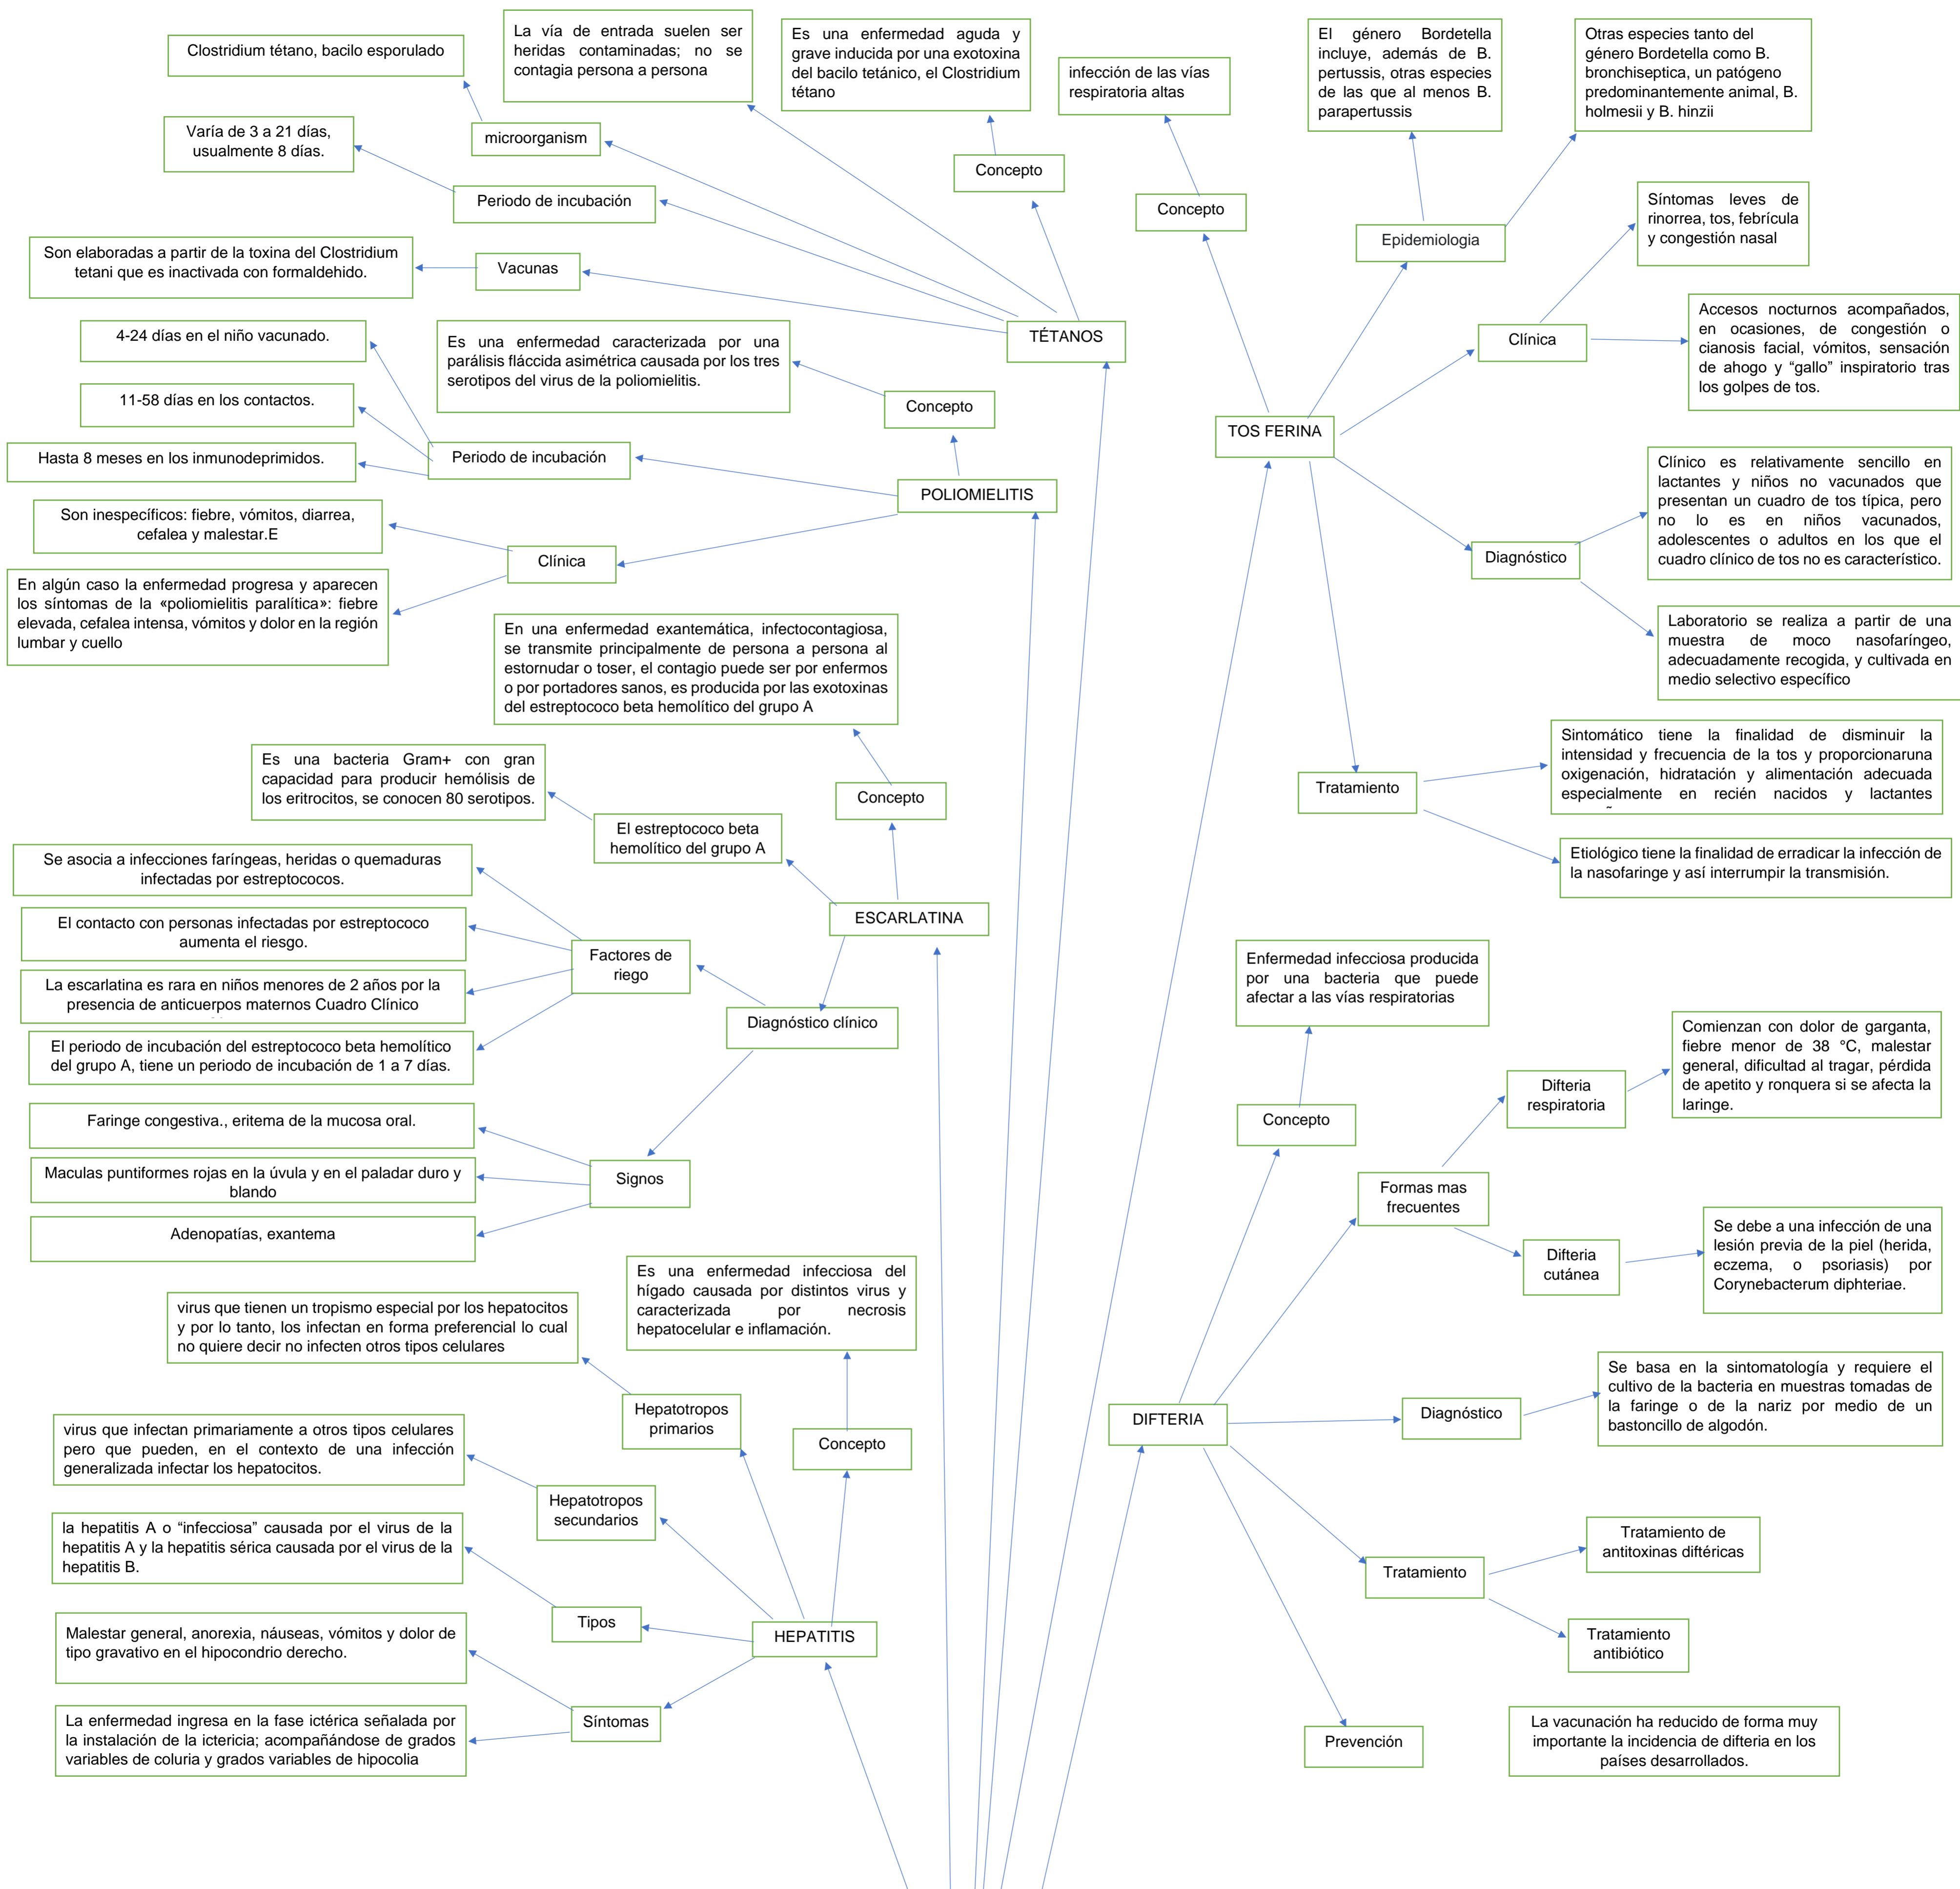 La vía de entrada suelen ser
heridas contaminadas; no se
contagia persona a persona
Es una enfermedad aguda y
grave inducida por una exotoxina
del bacilo tetánico, el Clostridium
tétano
Clostridium tétano, bacilo esporulado
infección de las vías
respiratoria altas
El género Bordetella
incluye, además de B.
pertussis, otras especies
de las que al menos B.
parapertussis
Otras especies tanto del
género Bordetella como B.
bronchiseptica, un patógeno
predominantemente animal, B.
holmesii y B. hinzii
microorganism
Varía de 3 a 21 días,
usualmente 8 días.
Concepto
Periodo de incubación
Concepto
Epidemiologia
Síntomas leves de
rinorrea, tos, febrícula
y congestión nasal
Son elaboradas a partir de la toxina del Clostridium
tetani que es inactivada con formaldehido.
Vacunas
TÉTANOS
Clínica
Accesos nocturnos acompañados,
en ocasiones, de congestión o
cianosis facial, vómitos, sensación
de ahogo y “gallo” inspiratorio tras
los golpes de tos.
4-24 días en el niño vacunado.
Es una enfermedad caracterizada por una
parálisis fláccida asimétrica causada por los tres
serotipos del virus de la poliomielitis.
11-58 días en los contactos.
Concepto
TOS FERINA
Hasta 8 meses en los inmunodeprimidos.
Periodo de incubación
POLIOMIELITIS
Clínico es relativamente sencillo en
lactantes y niños no vacunados que
presentan un cuadro de tos típica, pero
no lo es en niños vacunados,
adolescentes o adultos en los que el
cuadro clínico de tos no es característico.
Son inespecíficos: fiebre, vómitos, diarrea,
cefalea y malestar.E
Clínica
Diagnóstico
En algún caso la enfermedad progresa y aparecen
los síntomas de la «poliomielitis paralítica»: fiebre
elevada, cefalea intensa, vómitos y dolor en la región
lumbar y cuello
Laboratorio se realiza a partir de una
muestra de moco nasofaríngeo,
adecuadamente recogida, y cultivada en
medio selectivo específico
En una enfermedad exantemática, infectocontagiosa,
se transmite principalmente de persona a persona al
estornudar o toser, el contagio puede ser por enfermos
o por portadores sanos, es producida por las exotoxinas
del estreptococo beta hemolítico del grupo A
Sintomático tiene la finalidad de disminuir la
intensidad y frecuencia de la tos y proporcionaruna
oxigenación, hidratación y alimentación adecuada
especialmente en recién nacidos y lactantes
Es una bacteria Gram+ con gran
capacidad para producir hemólisis de
los eritrocitos, se conocen 80 serotipos.
Concepto
Tratamiento
El estreptococo beta
hemolítico del grupo A
Etiológico tiene la finalidad de erradicar la infección de
la nasofaringe y así interrumpir la transmisión.
Se asocia a infecciones faríngeas, heridas o quemaduras
infectadas por estreptococos.
ESCARLATINA
El contacto con personas infectadas por estreptococo
aumenta el riesgo.
Factores de
riego
Enfermedad infecciosa producida
por una bacteria que puede
afectar a las vías respiratorias
La escarlatina es rara en niños menores de 2 años por la
presencia de anticuerpos maternos Cuadro Clínico
Diagnóstico clínico
El periodo de incubación del estreptococo beta hemolítico
del grupo A, tiene un periodo de incubación de 1 a 7 días.
Comienzan con dolor de garganta,
fiebre menor de 38 °C, malestar
general, dificultad al tragar, pérdida
de apetito y ronquera si se afecta la
laringe.
Difteria
respiratoria
Concepto
Faringe congestiva., eritema de la mucosa oral.
Maculas puntiformes rojas en la úvula y en el paladar duro y
blando
Signos
Formas mas
frecuentes
Adenopatías, exantema
Difteria
cutánea
Se debe a una infección de una
lesión previa de la piel (herida,
eczema, o psoriasis) por
Corynebacterum diphteriae.
Es una enfermedad infecciosa del
hígado causada por distintos virus y
caracterizada por necrosis
hepatocelular e inflamación.
virus que tienen un tropismo especial por los hepatocitos
y por lo tanto, los infectan en forma preferencial lo cual
no quiere decir no infecten otros tipos celulares
Se basa en la sintomatología y requiere el
cultivo de la bacteria en muestras tomadas de
la faringe o de la nariz por medio de un
bastoncillo de algodón.
Hepatotropos
primarios
DIFTERIA
Diagnóstico
virus que infectan primariamente a otros tipos celulares
pero que pueden, en el contexto de una infección
generalizada infectar los hepatocitos.
Concepto
Hepatotropos
secundarios
la hepatitis A o “infecciosa” causada por el virus de la
hepatitis A y la hepatitis sérica causada por el virus de la
hepatitis B.
Tratamiento de
antitoxinas diftéricas
Tratamiento
Tipos
HEPATITIS
Malestar general, anorexia, náuseas, vómitos y dolor de
tipo gravativo en el hipocondrio derecho.
Tratamiento
antibiótico
Síntomas
La enfermedad ingresa en la fase ictérica señalada por
la instalación de la ictericia; acompañándose de grados
variables de coluria y grados variables de hipocolia
Prevención
La vacunación ha reducido de forma muy
importante la incidencia de difteria en los
países desarrollados.